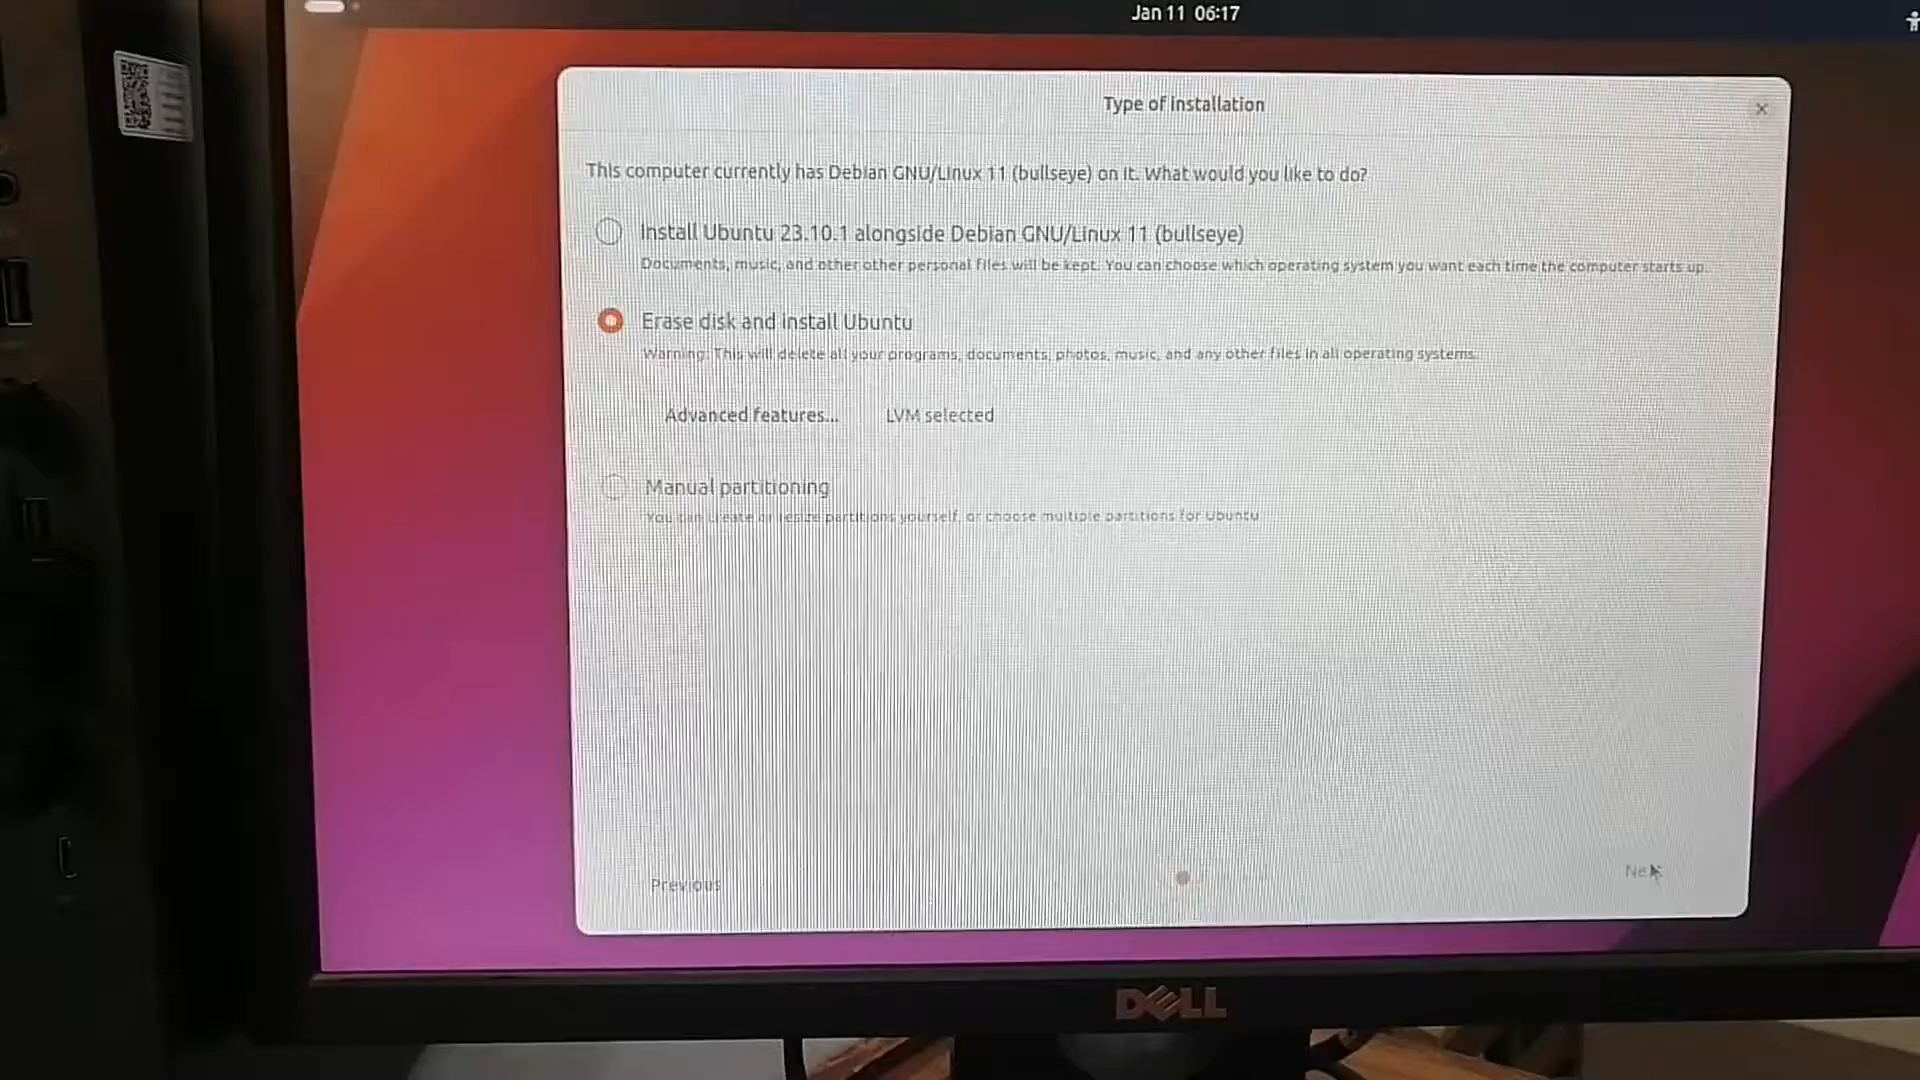 Jan 11 06:17
Type of installation
This computer currently has Debian GNU/Linux 11 (bullseye) on it. What would you like to do?
Install Ubuntu 23.10.1 alongside Debian GNU/Linux 11 (bullseye)
Documents, music, and other other personal files will be kept. You can choose which operating system you want each time the computer starts up.
Erase disk and install Ubuntu
Warning: This will delete all your programs, documents, photos, music, and any other files in all operating systems.
Advanced features... LVM selected
Manual partitioning
You can create or resize partitions yourself, or choose multiple partitions for Ubuntu
Previous
DELL